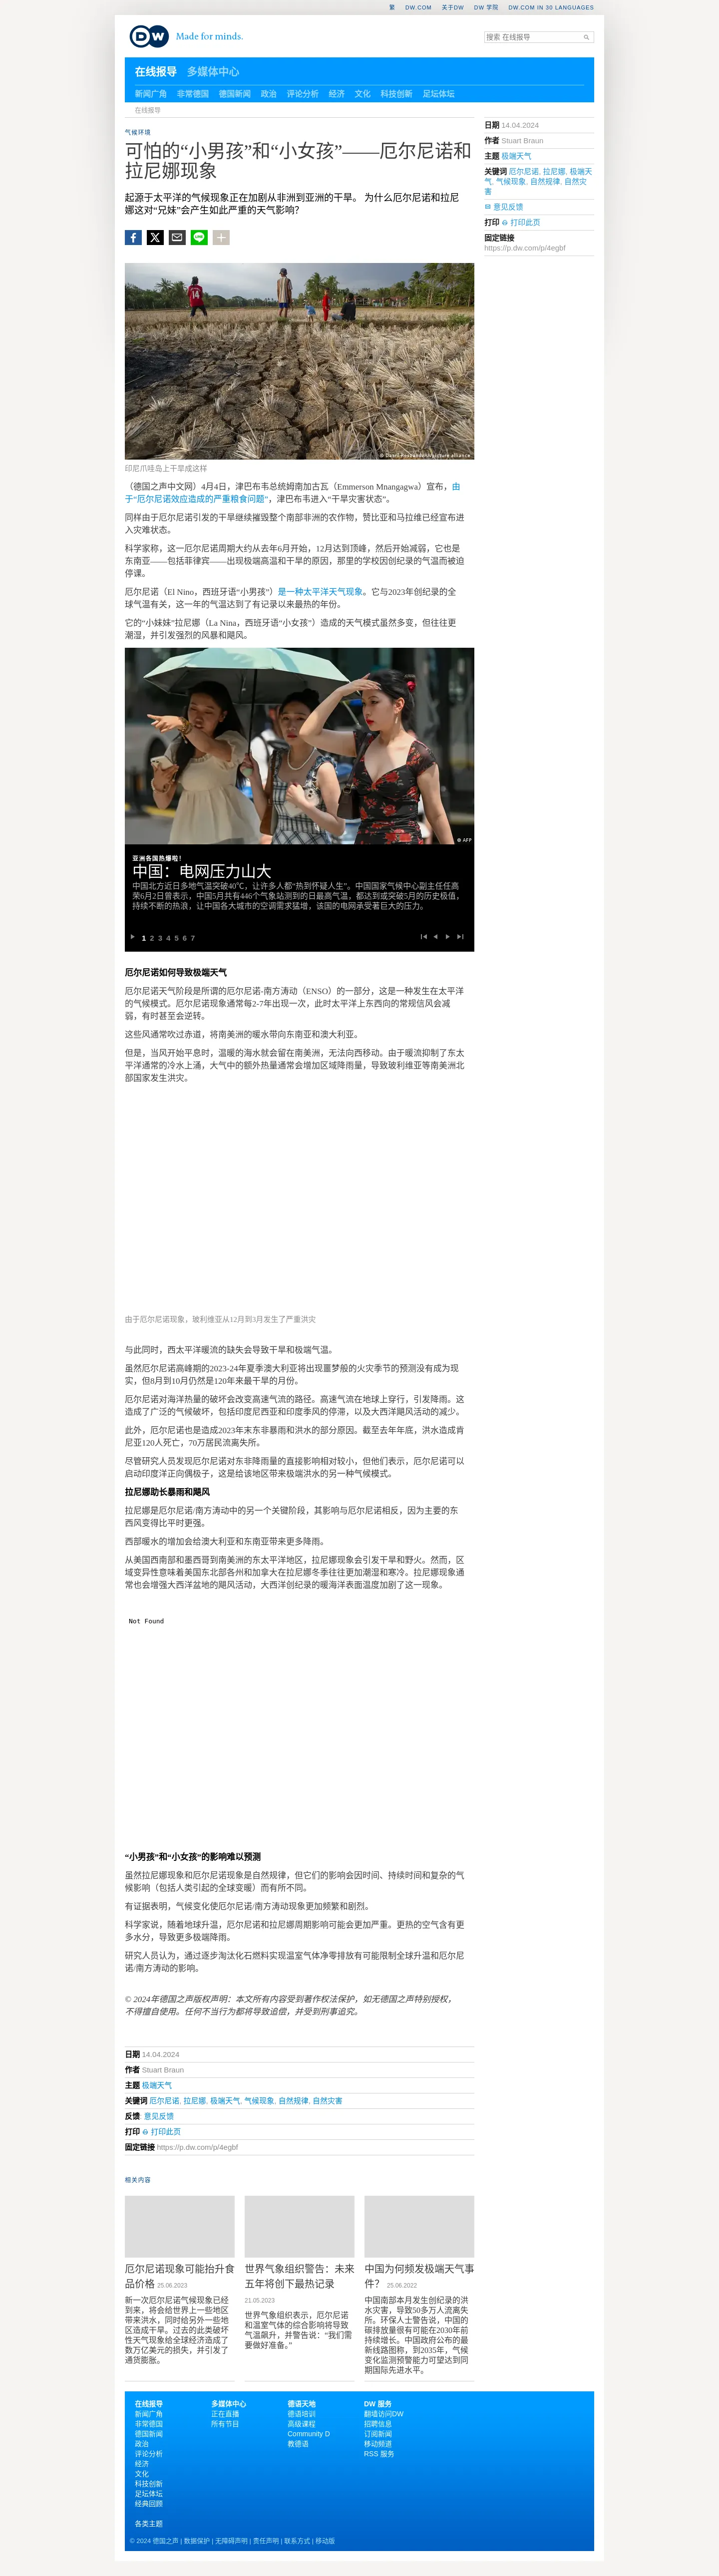 繁 DW.COM 关于DW DW 学院 DW.COM IN 30 LANGUAGES
DW Made for minds.
搜索 在线报导
在线报导 多媒体中心
新闻广角 非常德国 德国新闻 政治 评论分析 经济 文化 科技创新 足坛体坛
在线报导
气候环境
可怕的“小男孩”和“小女孩”——厄尔尼诺和
拉尼娜现象
起源于太平洋的气候现象正在加剧从非洲到亚洲的干旱。 为什么厄尔尼诺和拉尼
娜这对“兄妹”会产生如此严重的天气影响？
印尼爪哇岛上干旱成这样
（德国之声中文网）4月4日，津巴布韦总统姆南加古瓦（Emmerson Mnangagwa）宣布，由
于“厄尔尼诺效应造成的严重粮食问题”，津巴布韦进入“干旱灾害状态”。
同样由于厄尔尼诺引发的干旱继续摧毁整个南部非洲的农作物，赞比亚和马拉维已经宣布进
入灾难状态。
科学家称，这一厄尔尼诺周期大约从去年6月开始，12月达到顶峰，然后开始减弱，它也是
东南亚——包括菲律宾——出现极端高温和干旱的原因，那里的学校因创纪录的气温而被迫
停课。
厄尔尼诺（El Nino，西班牙语“小男孩”）是一种太平洋天气现象。它与2023年创纪录的全
球气温有关，这一年的气温达到了有记录以来最热的年份。
它的“小妹妹”拉尼娜（La Nina，西班牙语“小女孩”）造成的天气模式虽然多变，但往往更
潮湿，并引发强烈的风暴和飓风。
© AFP
亚洲各国热爆啦！
中国：电网压力山大
中国北方近日多地气温突破40℃，让许多人都“热到怀疑人生”。中国国家气候中心副主任任高
荣6月2日曾表示，中国5月共有446个气象站测到的日最高气温，都达到或突破5月的历史极值，
持续不断的热浪，让中国各大城市的空调需求猛增，该国的电网承受著巨大的压力。
1 2 3 4 5 6 7
厄尔尼诺如何导致极端天气
厄尔尼诺天气阶段是所谓的厄尔尼诺-南方涛动（ENSO）的一部分，这是一种发生在太平洋
的气候模式。厄尔尼诺现象通常每2-7年出现一次，此时太平洋上东西向的常规信风会减
弱，有时甚至会逆转。
这些风通常吹过赤道，将南美洲的暖水带向东南亚和澳大利亚。
但是，当风开始平息时，温暖的海水就会留在南美洲，无法向西移动。由于暖流抑制了东太
平洋通常的冷水上涌，大气中的额外热量通常会增加区域降雨量，导致玻利维亚等南美洲北
部国家发生洪灾。
由于厄尔尼诺现象，玻利维亚从12月到3月发生了严重洪灾
与此同时，西太平洋暖流的缺失会导致干旱和极端气温。
虽然厄尔尼诺高峰期的2023-24年夏季澳大利亚将出现噩梦般的火灾季节的预测没有成为现
实，但8月到10月仍然是120年来最干旱的月份。
厄尔尼诺对海洋热量的破坏会改变高速气流的路径。高速气流在地球上穿行，引发降雨。这
造成了广泛的气候破坏，包括印度尼西亚和印度季风的停滞，以及大西洋飓风活动的减少。
此外，厄尔尼诺也是造成2023年末东非暴雨和洪水的部分原因。截至去年年底，洪水造成肯
尼亚120人死亡，70万居民流离失所。
尽管研究人员发现厄尔尼诺对东非降雨量的直接影响相对较小，但他们表示，厄尔尼诺可以
启动印度洋正向偶极子，这是给该地区带来极端洪水的另一种气候模式。
拉尼娜助长暴雨和飓风
拉尼娜是厄尔尼诺/南方涛动中的另一个关键阶段，其影响与厄尔尼诺相反，因为主要的东
西风变得比平时更强。
西部暖水的增加会给澳大利亚和东南亚带来更多降雨。
从美国西南部和墨西哥到南美洲的东太平洋地区，拉尼娜现象会引发干旱和野火。然而，区
域变异性意味着美国东北部各州和加拿大在拉尼娜冬季往往更加潮湿和寒冷。拉尼娜现象通
常也会增强大西洋盆地的飓风活动，大西洋创纪录的暖海洋表面温度加剧了这一现象。
Not Found
“小男孩”和“小女孩”的影响难以预测
虽然拉尼娜现象和厄尔尼诺现象是自然规律，但它们的影响会因时间、持续时间和复杂的气
候影响（包括人类引起的全球变暖）而有所不同。
有证据表明，气候变化使厄尔尼诺/南方涛动现象更加频繁和剧烈。
科学家说，随着地球升温，厄尔尼诺和拉尼娜周期影响可能会更加严重。更热的空气含有更
多水分，导致更多极端降雨。
研究人员认为，通过逐步淘汰化石燃料实现温室气体净零排放有可能限制全球升温和厄尔尼
诺/南方涛动的影响。
© 2024年德国之声版权声明：本文所有内容受到著作权法保护，如无德国之声特别授权，
不得擅自使用。任何不当行为都将导致追偿，并受到刑事追究。
日期 14.04.2024
作者 Stuart Braun
主题 极端天气
关键词 厄尔尼诺, 拉尼娜, 极端天气, 气候现象, 自然规律, 自然灾害
反馈 意见反馈
打印 打印此页
固定链接 https://p.dw.com/p/4egbf
日期 14.04.2024
作者 Stuart Braun
主题 极端天气
关键词 厄尔尼诺, 拉尼娜, 极端天
气, 气候现象, 自然规律, 自然灾
害
意见反馈
打印 打印此页
固定链接
https://p.dw.com/p/4egbf
相关内容
厄尔尼诺现象可能抬升食
品价格 25.06.2023
新一次厄尔尼诺气候现象已经
到来，将会给世界上一些地区
带来洪水，同时给另外一些地
区造成干旱。过去的此类破坏
性天气现象给全球经济造成了
数万亿美元的损失，并引发了
通货膨胀。
世界气象组织警告：未来
五年将创下最热记录
21.05.2023
世界气象组织表示，厄尔尼诺
和温室气体的综合影响将导致
气温飙升，并警告说：“我们需
要做好准备。”
中国为何频发极端天气事
件？ 25.06.2022
中国南部本月发生创纪录的洪
水灾害，导致50多万人流离失
所。环保人士警告说，中国的
碳排放量很有可能在2030年前
持续增长。中国政府公布的最
新线路图称，到2035年，气候
变化监测预警能力可望达到同
期国际先进水平。
在线报导
新闻广角
非常德国
德国新闻
政治
评论分析
经济
文化
科技创新
足坛体坛
经典回顾
各类主题
多媒体中心
正在直播
所有节目
德语天地
德语培训
高级课程
Community D
教德语
DW 服务
翻墙访问DW
招聘信息
订阅新闻
移动频道
RSS 服务
© 2024 德国之声 | 数据保护 | 无障碍声明 | 责任声明 | 联系方式 | 移动版